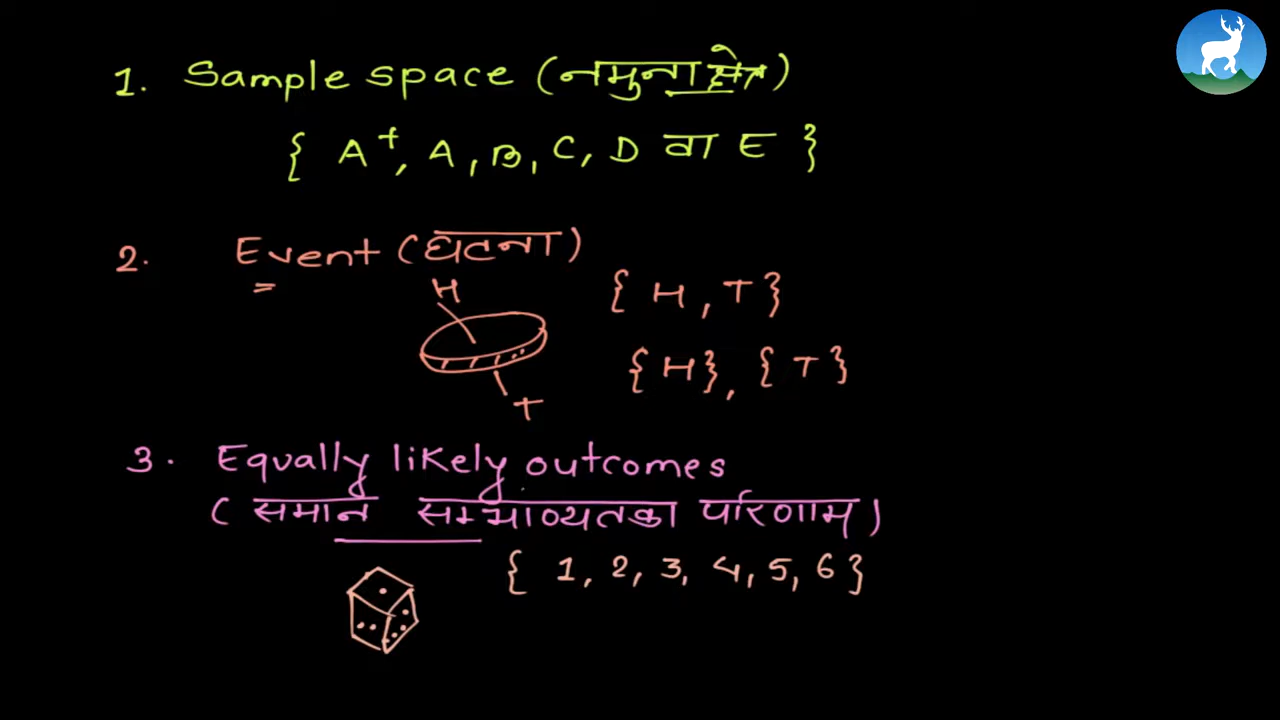 1. Sample space (नमुना क्षेत्र)
{ A⁺, A, B, C, D वा E }
2. Event (घटना)
H
{ H, T }
{ H }, { T }
T
3. Equally likely outcomes
( समान सम्भाव्यतका परिणाम )
{ 1, 2, 3, 4, 5, 6 }